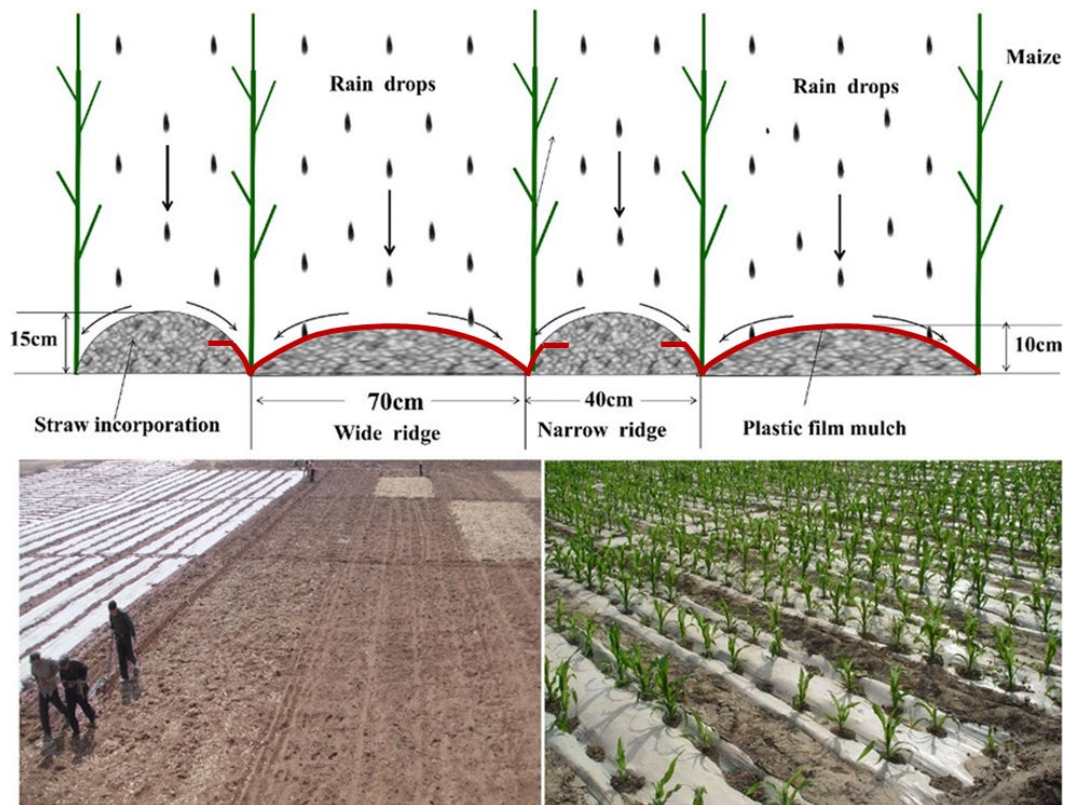 Maize
Rain drops
Rain drops
15cm
10cm
70cm
40cm
Straw incorporation
Wide ridge
Narrow ridge
Plastic film mulch